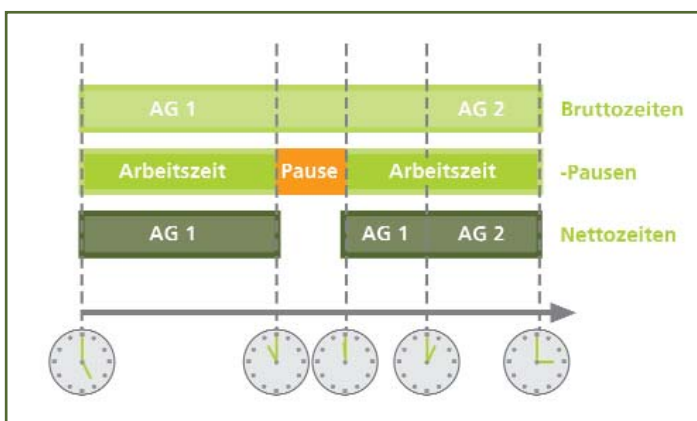 AG 1 AG 2 Bruttozeiten
Arbeitszeit Pause Arbeitszeit -Pausen
AG 1 AG 1 AG 2 Nettozeiten